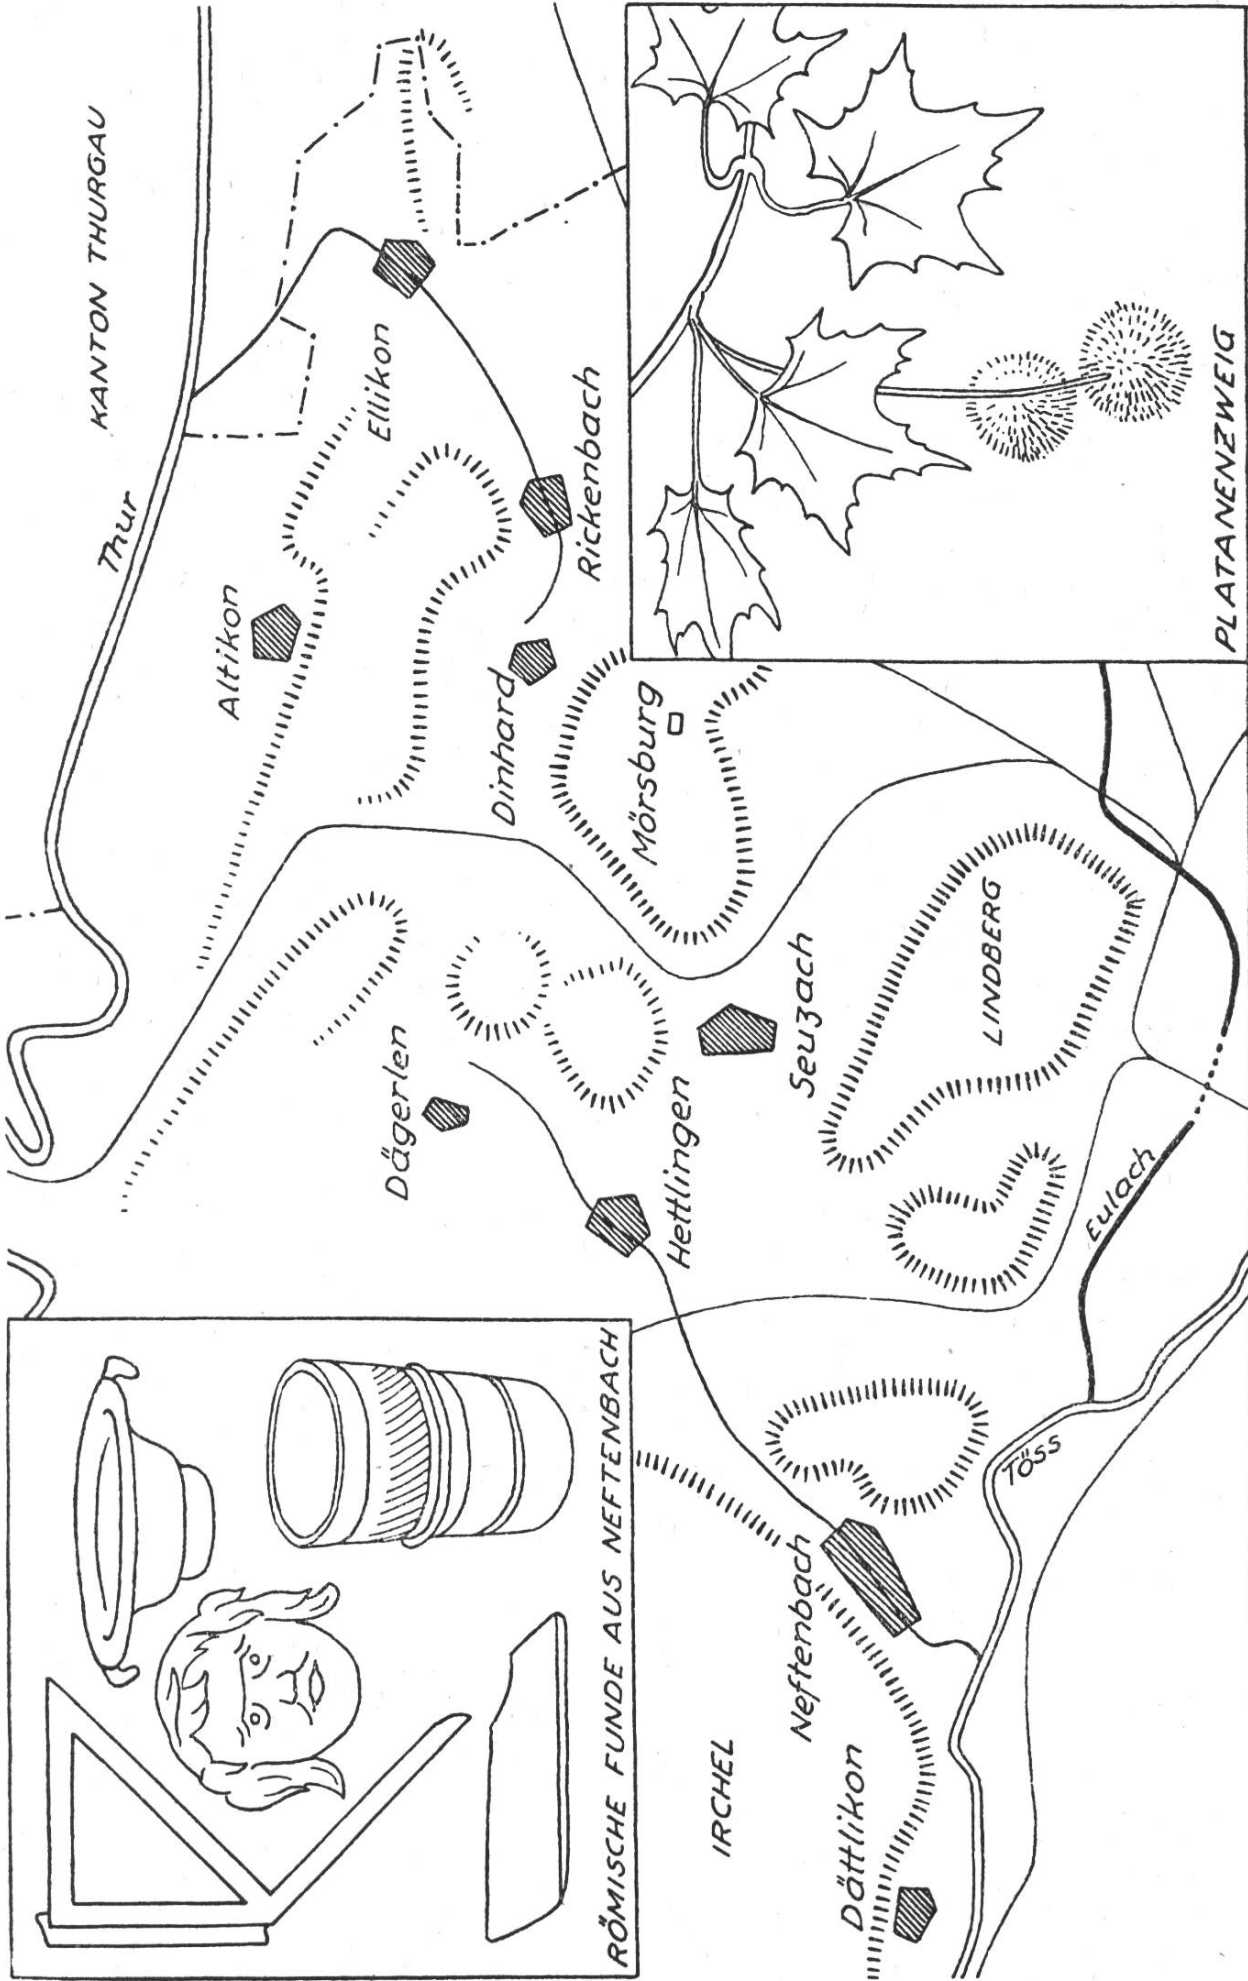 RÖMISCHE FUNDE AUS NEFTENBACH
KANTON THURGAU
Thur
Altikon
Ellikon
Dägerlen
Dinhard
Rickenbach
Hettlingen
Mörsburg
Seuzach
IRCHEL
Neftenbach
LINDBERG
Dättlikon
Töss
Eulach
PLATANENZWEIG